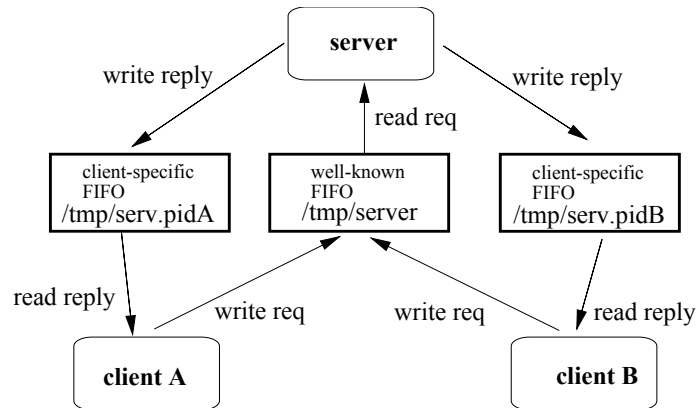 server
write reply
write reply
read req
client-specific
FIFO
/tmp/serv.pidA
well-known
FIFO
/tmp/server
client-specific
FIFO
/tmp/serv.pidB
read reply
write req
write req
read reply
client A
client B